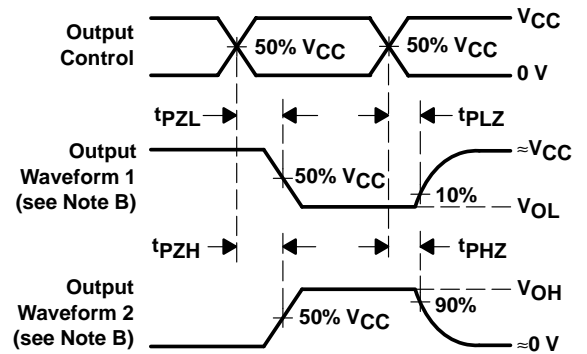 Output
Control
50% VCC
50% VCC
VCC
0 V
tPZL
tPLZ
Output
Waveform 1
(see Note B)
50% VCC
10%
≈VCC
VOL
tPZH
tPHZ
Output
Waveform 2
(see Note B)
50% VCC
90%
VOH
≈0 V